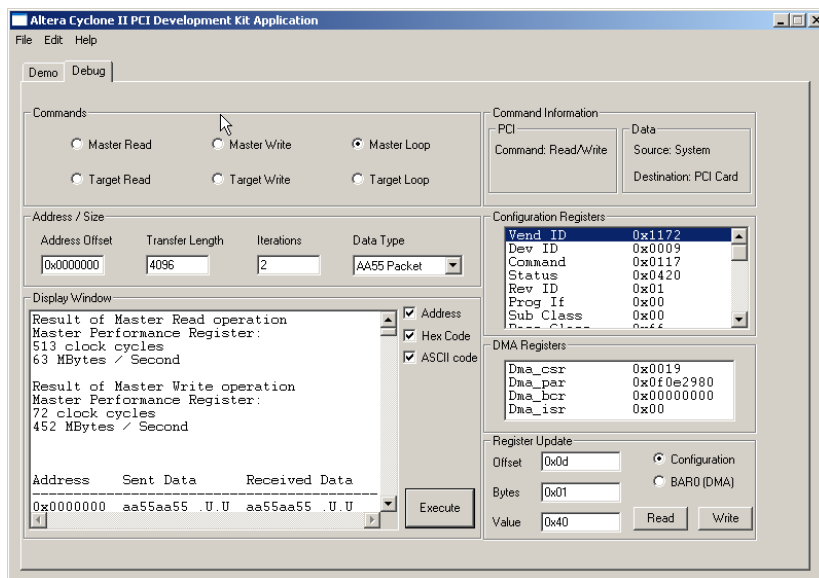 Altera Cyclone II PCI Development Kit Application
File Edit Help
Demo Debug
Commands
Master Read Master Write Master Loop
Target Read Target Write Target Loop
Command Information
PCI
Command: Read/Write
Data
Source: System
Destination: PCI Card
Address / Size
Address Offset Transfer Length Iterations Data Type
0x0000000 4096 2 AA55 Packet
Configuration Registers
Vend ID 0x1172
Dev ID 0x0009
Command 0x0117
Status 0x0420
Rev ID 0x01
Prog If 0x00
Sub Class 0x00
Display Window
Result of Master Read operation
Master Performance Register:
513 clock cycles
63 MBytes / Second
Result of Master Write operation
Master Performance Register:
72 clock cycles
452 MBytes / Second
Address Sent Data Received Data
0x0000000 aa55aa55 .U.U aa55aa55 .U.U
Address
Hex Code
ASCII code
Execute
DMA Registers
Dma_csr 0x0019
Dma_par 0x0f0e2980
Dma_bcr 0x00000000
Dma_isr 0x00
Register Update
Offset 0x0d Configuration
Bytes 0x01 BAR0 (DMA)
Value 0x40 Read Write